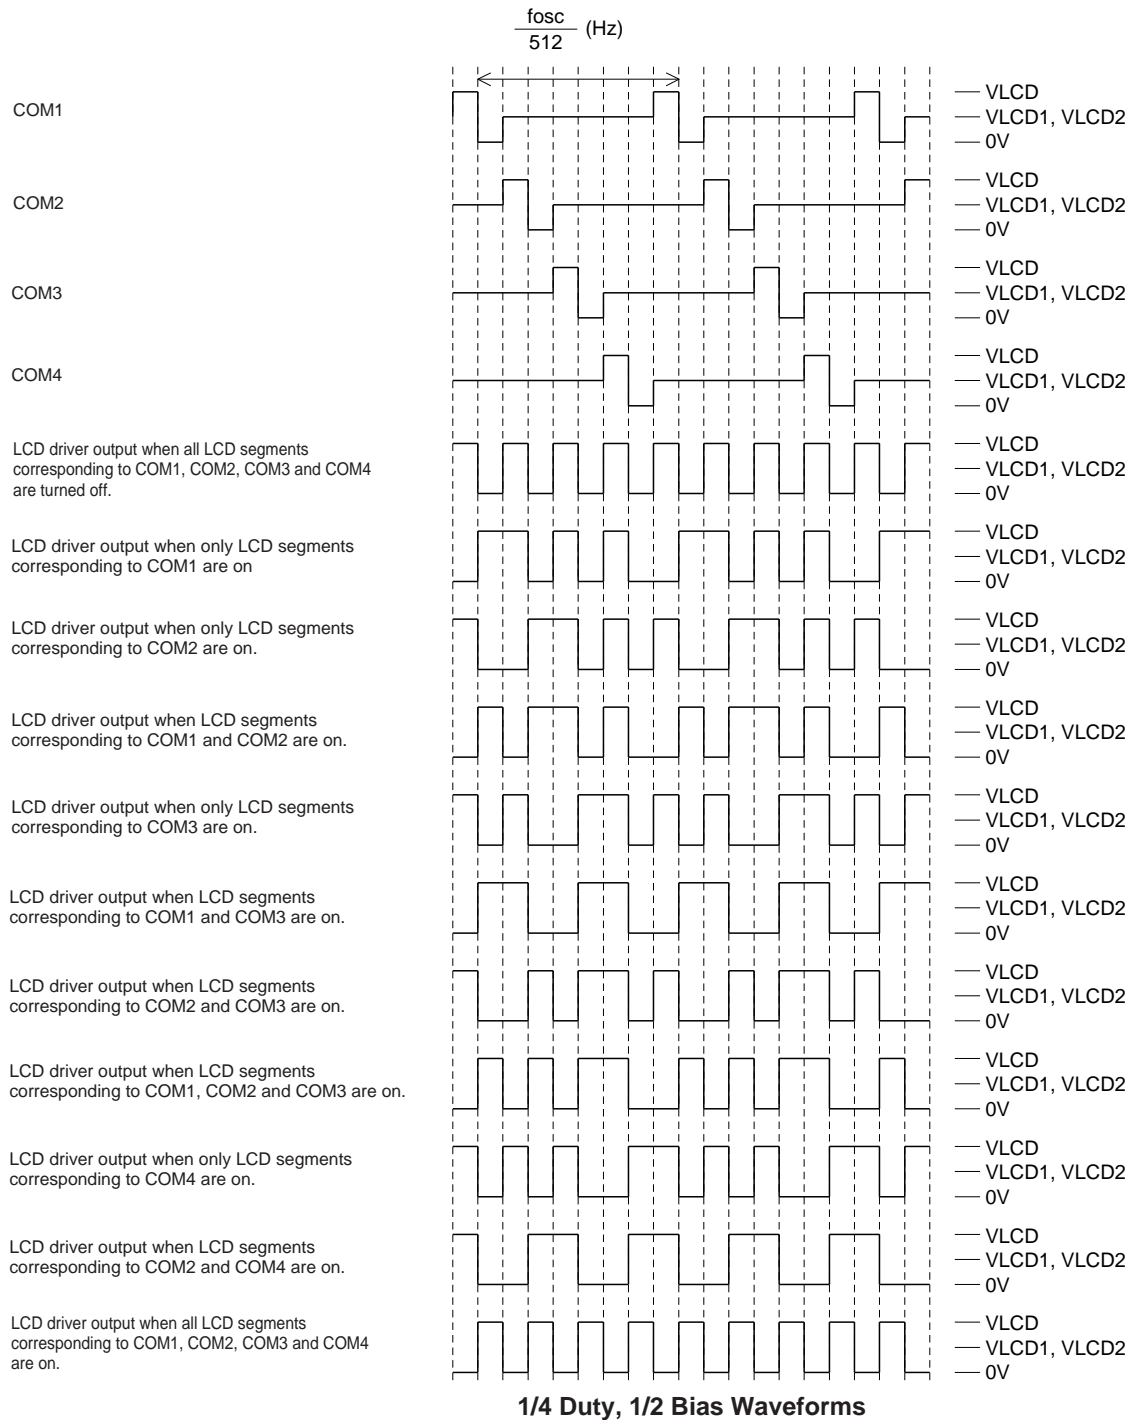 fosc
512
(Hz)
COM1
VLCD
VLCD1, VLCD2
0V
COM2
VLCD
VLCD1, VLCD2
0V
COM3
VLCD
VLCD1, VLCD2
0V
COM4
VLCD
VLCD1, VLCD2
0V
LCD driver output when all LCD segments
corresponding to COM1, COM2, COM3 and COM4
are turned off.
VLCD
VLCD1, VLCD2
0V
LCD driver output when only LCD segments
corresponding to COM1 are on
VLCD
VLCD1, VLCD2
0V
LCD driver output when only LCD segments
corresponding to COM2 are on.
VLCD
VLCD1, VLCD2
0V
LCD driver output when LCD segments
corresponding to COM1 and COM2 are on.
VLCD
VLCD1, VLCD2
0V
LCD driver output when only LCD segments
corresponding to COM3 are on.
VLCD
VLCD1, VLCD2
0V
LCD driver output when LCD segments
corresponding to COM1 and COM3 are on.
VLCD
VLCD1, VLCD2
0V
LCD driver output when LCD segments
corresponding to COM2 and COM3 are on.
VLCD
VLCD1, VLCD2
0V
LCD driver output when LCD segments
corresponding to COM1, COM2 and COM3 are on.
VLCD
VLCD1, VLCD2
0V
LCD driver output when only LCD segments
corresponding to COM4 are on.
VLCD
VLCD1, VLCD2
0V
LCD driver output when LCD segments
corresponding to COM2 and COM4 are on.
VLCD
VLCD1, VLCD2
0V
LCD driver output when all LCD segments
corresponding to COM1, COM2, COM3 and COM4
are on.
VLCD
VLCD1, VLCD2
0V
1/4 Duty, 1/2 Bias Waveforms